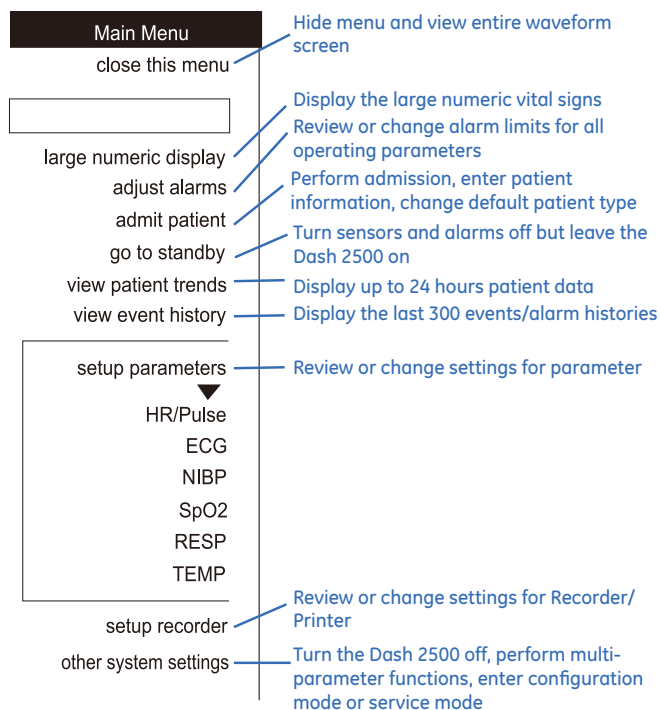 Main Menu
Hide menu and view entire waveform
screen
close this menu
Display the large numeric vital signs
large numeric display
Review or change alarm limits for all
operating parameters
adjust alarms
Perform admission, enter patient
information, change default patient type
admit patient
Turn sensors and alarms off but leave the
Dash 2500 on
go to standby
view patient trends
Display up to 24 hours patient data
view event history
Display the last 300 events/alarm histories
setup parameters
Review or change settings for parameter
HR/Pulse
ECG
NIBP
SpO2
RESP
TEMP
setup recorder
Review or change settings for Recorder/
Printer
other system settings
Turn the Dash 2500 off, perform multi-
parameter functions, enter configuration
mode or service mode